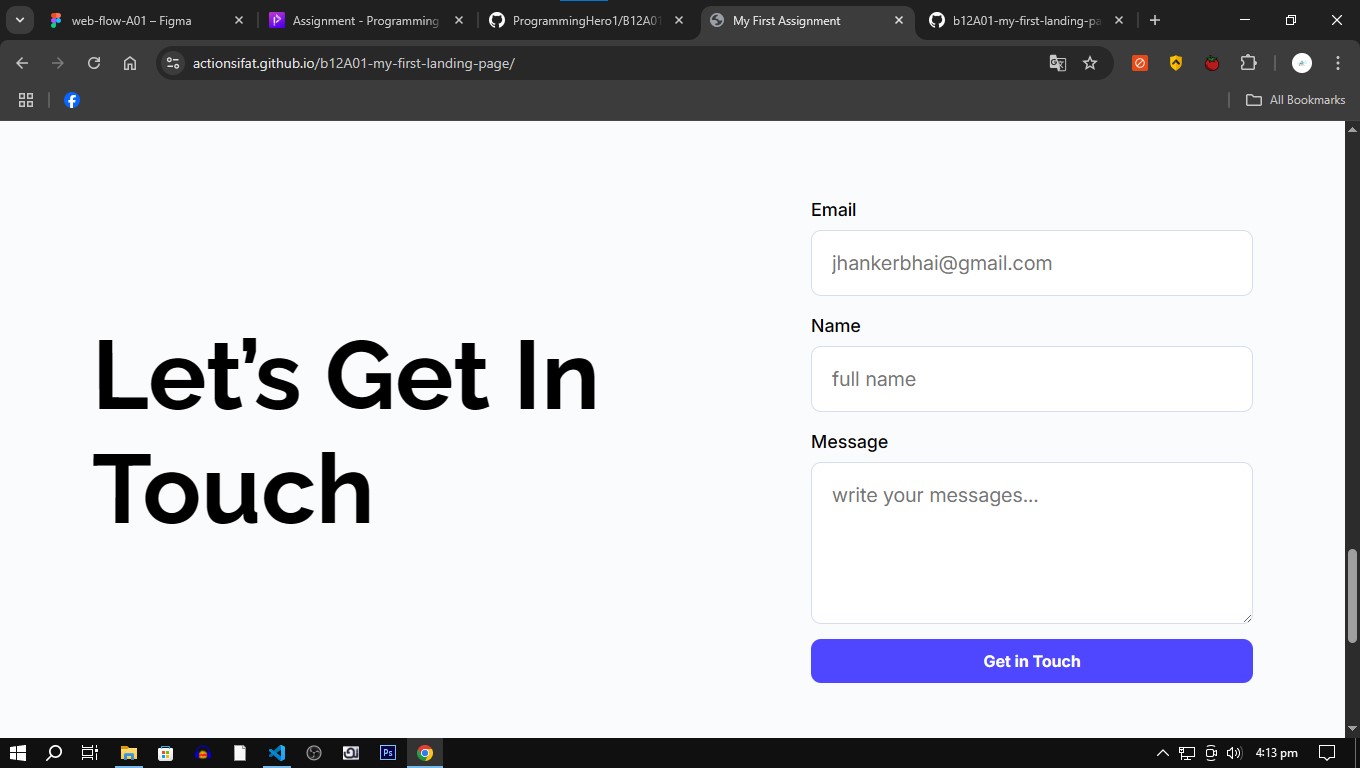 web-flow-A01 – Figma
Assignment - Programming
ProgrammingHero1/B12A01
My First Assignment
b12A01-my-first-landing-pa
actionsifat.github.io/b12A01-my-first-landing-page/
All Bookmarks
Let’s Get In
Touch
Email
jhankerbhai@gmail.com
Name
full name
Message
write your messages...
Get in Touch
Ps
4:13 pm